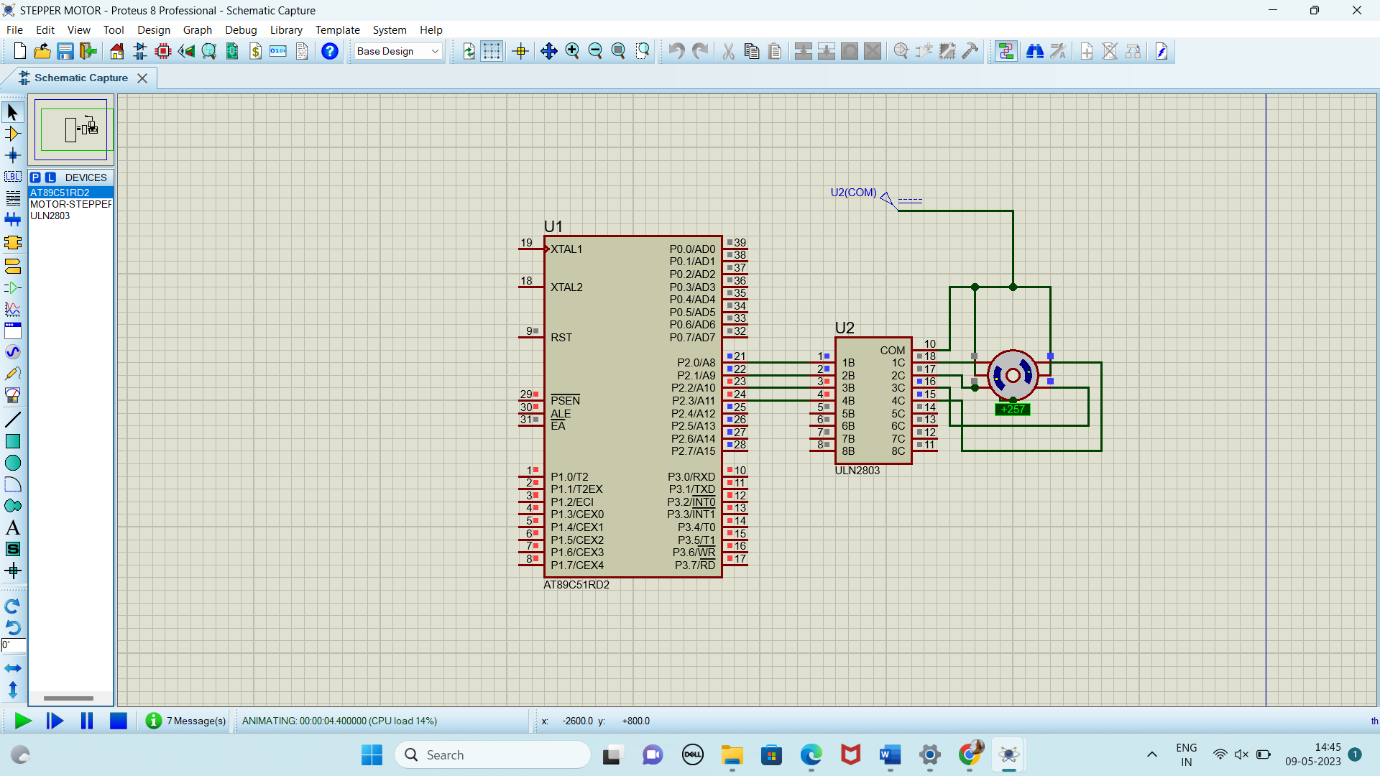 STEPPER MOTOR - Proteus 8 Professional - Schematic Capture
File Edit View Tool Design Graph Debug Library Template System Help
Base Design
Schematic Capture
P L DEVICES
AT89C51RD2
MOTOR-STEPPER
ULN2803
U2(COM)
U1
19 XTAL1
18 XTAL2
9 RST
29 PSEN
30 ALE
31 EA
1 P1.0/T2
2 P1.1/T2EX
3 P1.2/ECI
4 P1.3/CEX0
5 P1.4/CEX1
6 P1.5/CEX2
7 P1.6/CEX3
8 P1.7/CEX4
P0.0/AD0 39
P0.1/AD1 38
P0.2/AD2 37
P0.3/AD3 36
P0.4/AD4 35
P0.5/AD5 34
P0.6/AD6 33
P0.7/AD7 32
P2.0/A8 21
P2.1/A9 22
P2.2/A10 23
P2.3/A11 24
P2.4/A12 25
P2.5/A13 26
P2.6/A14 27
P2.7/A15 28
P3.0/RXD 10
P3.1/TXD 11
P3.2/INT0 12
P3.3/INT1 13
P3.4/T0 14
P3.5/T1 15
P3.6/WR 16
P3.7/RD 17
AT89C51RD2
U2
COM 10
1 1B 1C 18
2 2B 2C 17
3 3B 3C 16
4 4B 4C 15
5 5B 5C 14
6 6B 6C 13
7 7B 7C 12
8 8B 8C 11
ULN2803
+257
0°
7 Message(s) ANIMATING: 00:00:04.400000 (CPU load 14%) x: -2600.0 y: +800.0 th
Search
DELL
ENG
IN
14:45
09-05-2023
1